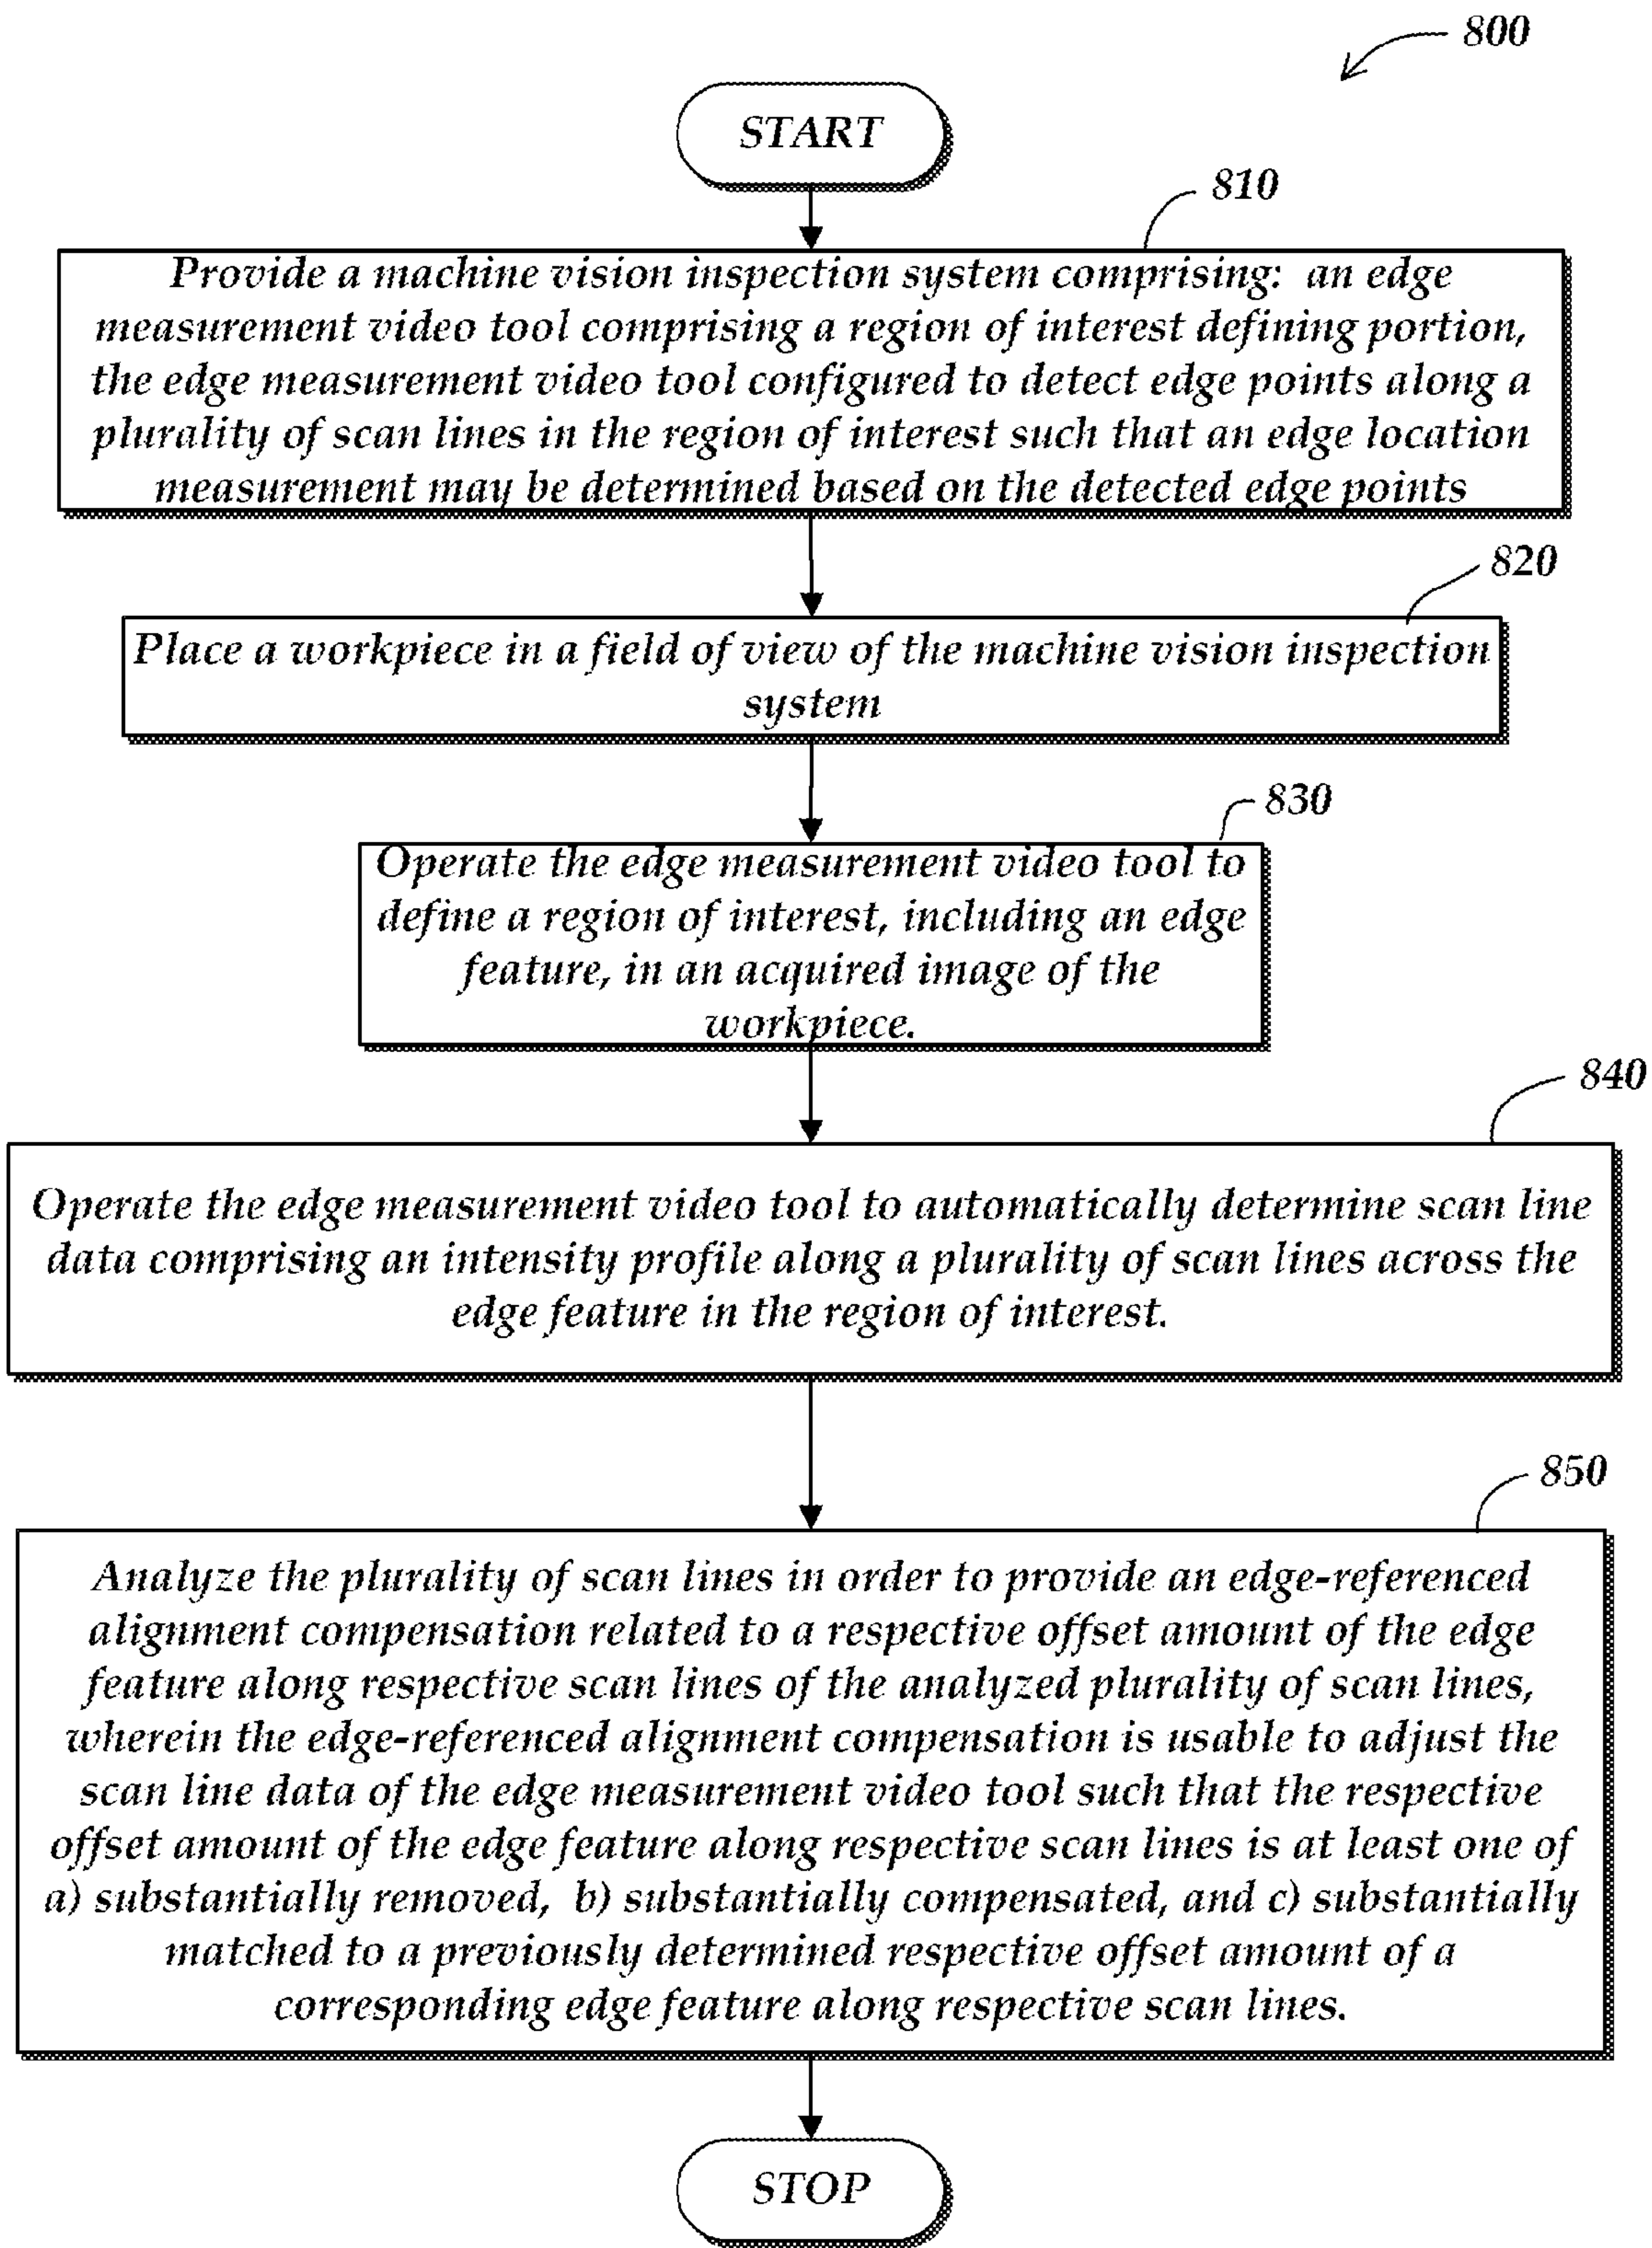 800
START
810
Provide a machine vision inspection system comprising: an edge
measurement video tool comprising a region of interest defining portion,
the edge measurement video tool configured to detect edge points along a
plurality of scan lines in the region of interest such that an edge location
measurement may be determined based on the detected edge points
820
Place a workpiece in a field of view of the machine vision inspection
system
830
Operate the edge measurement video tool to
define a region of interest, including an edge
feature, in an acquired image of the
workpiece.
840
Operate the edge measurement video tool to automatically determine scan line
data comprising an intensity profile along a plurality of scan lines across the
edge feature in the region of interest.
850
Analyze the plurality of scan lines in order to provide an edge-referenced
alignment compensation related to a respective offset amount of the edge
feature along respective scan lines of the analyzed plurality of scan lines,
wherein the edge-referenced alignment compensation is usable to adjust the
scan line data of the edge measurement video tool such that the respective
offset amount of the edge feature along respective scan lines is at least one of
a) substantially removed, b) substantially compensated, and c) substantially
matched to a previously determined respective offset amount of a
corresponding edge feature along respective scan lines.
STOP